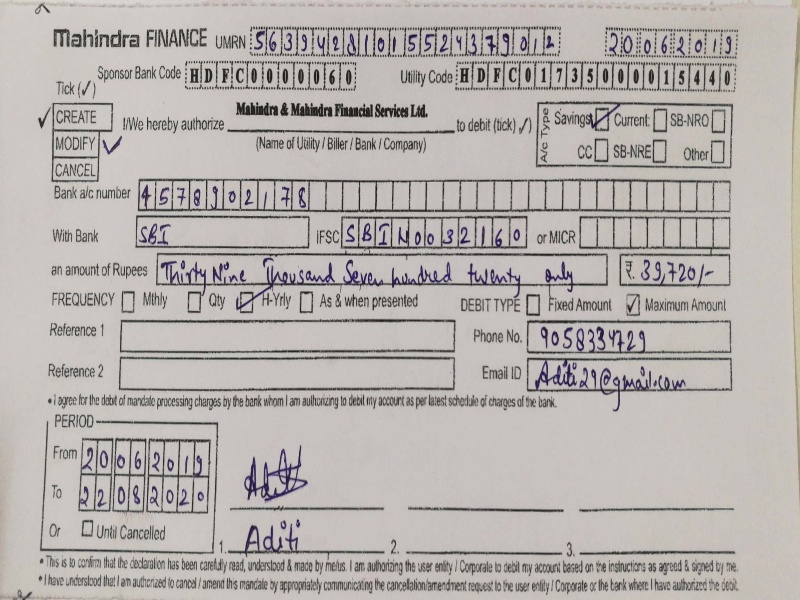 Mahindra FINANCE UMRN 56394281015524379012 20062019
Sponsor Bank Code HDFC0000060 Utility Code HDFC01735000015440
Tick (✓)
CREATE
MODIFY ✓
CANCEL
I/We hereby authorize Mahindra & Mahindra Financial Services Ltd. to debit (tick ✓)
(Name of Utility / Biller / Bank / Company)
A/c Type Savings ✓ Current SB-NRO
CC SB-NRE Other
Bank a/c number 4578902178
With Bank SBI IFSC SBIN0032160 or MICR
an amount of Rupees Thirty Nine Thousand Seven hundred twenty only ₹. 39,720/-
FREQUENCY Mthly Qty ✓ H-Yrly As & when presented DEBIT TYPE Fixed Amount ✓ Maximum Amount
Reference 1 Phone No. 9058334729
Reference 2 Email ID Aditi29@gmail.com
• I agree for the debit of mandate processing charges by the bank whom I am authorizing to debit my account as per latest schedule of charges of the bank.
PERIOD
From 20062019
To 22082020
Or Until Cancelled
Aditi
1. Aditi 2. 3.
• This is to confirm that the declaration has been carefully read, understood & made by me/us. I am authorizing the user entity / Corporate to debit my account based on the instructions as agreed & signed by me.
• I have understood that I am authorized to cancel / amend this mandate by appropriately communicating the cancellation/amendment request to the user entity / Corporate or the bank where I have authorized the debit.